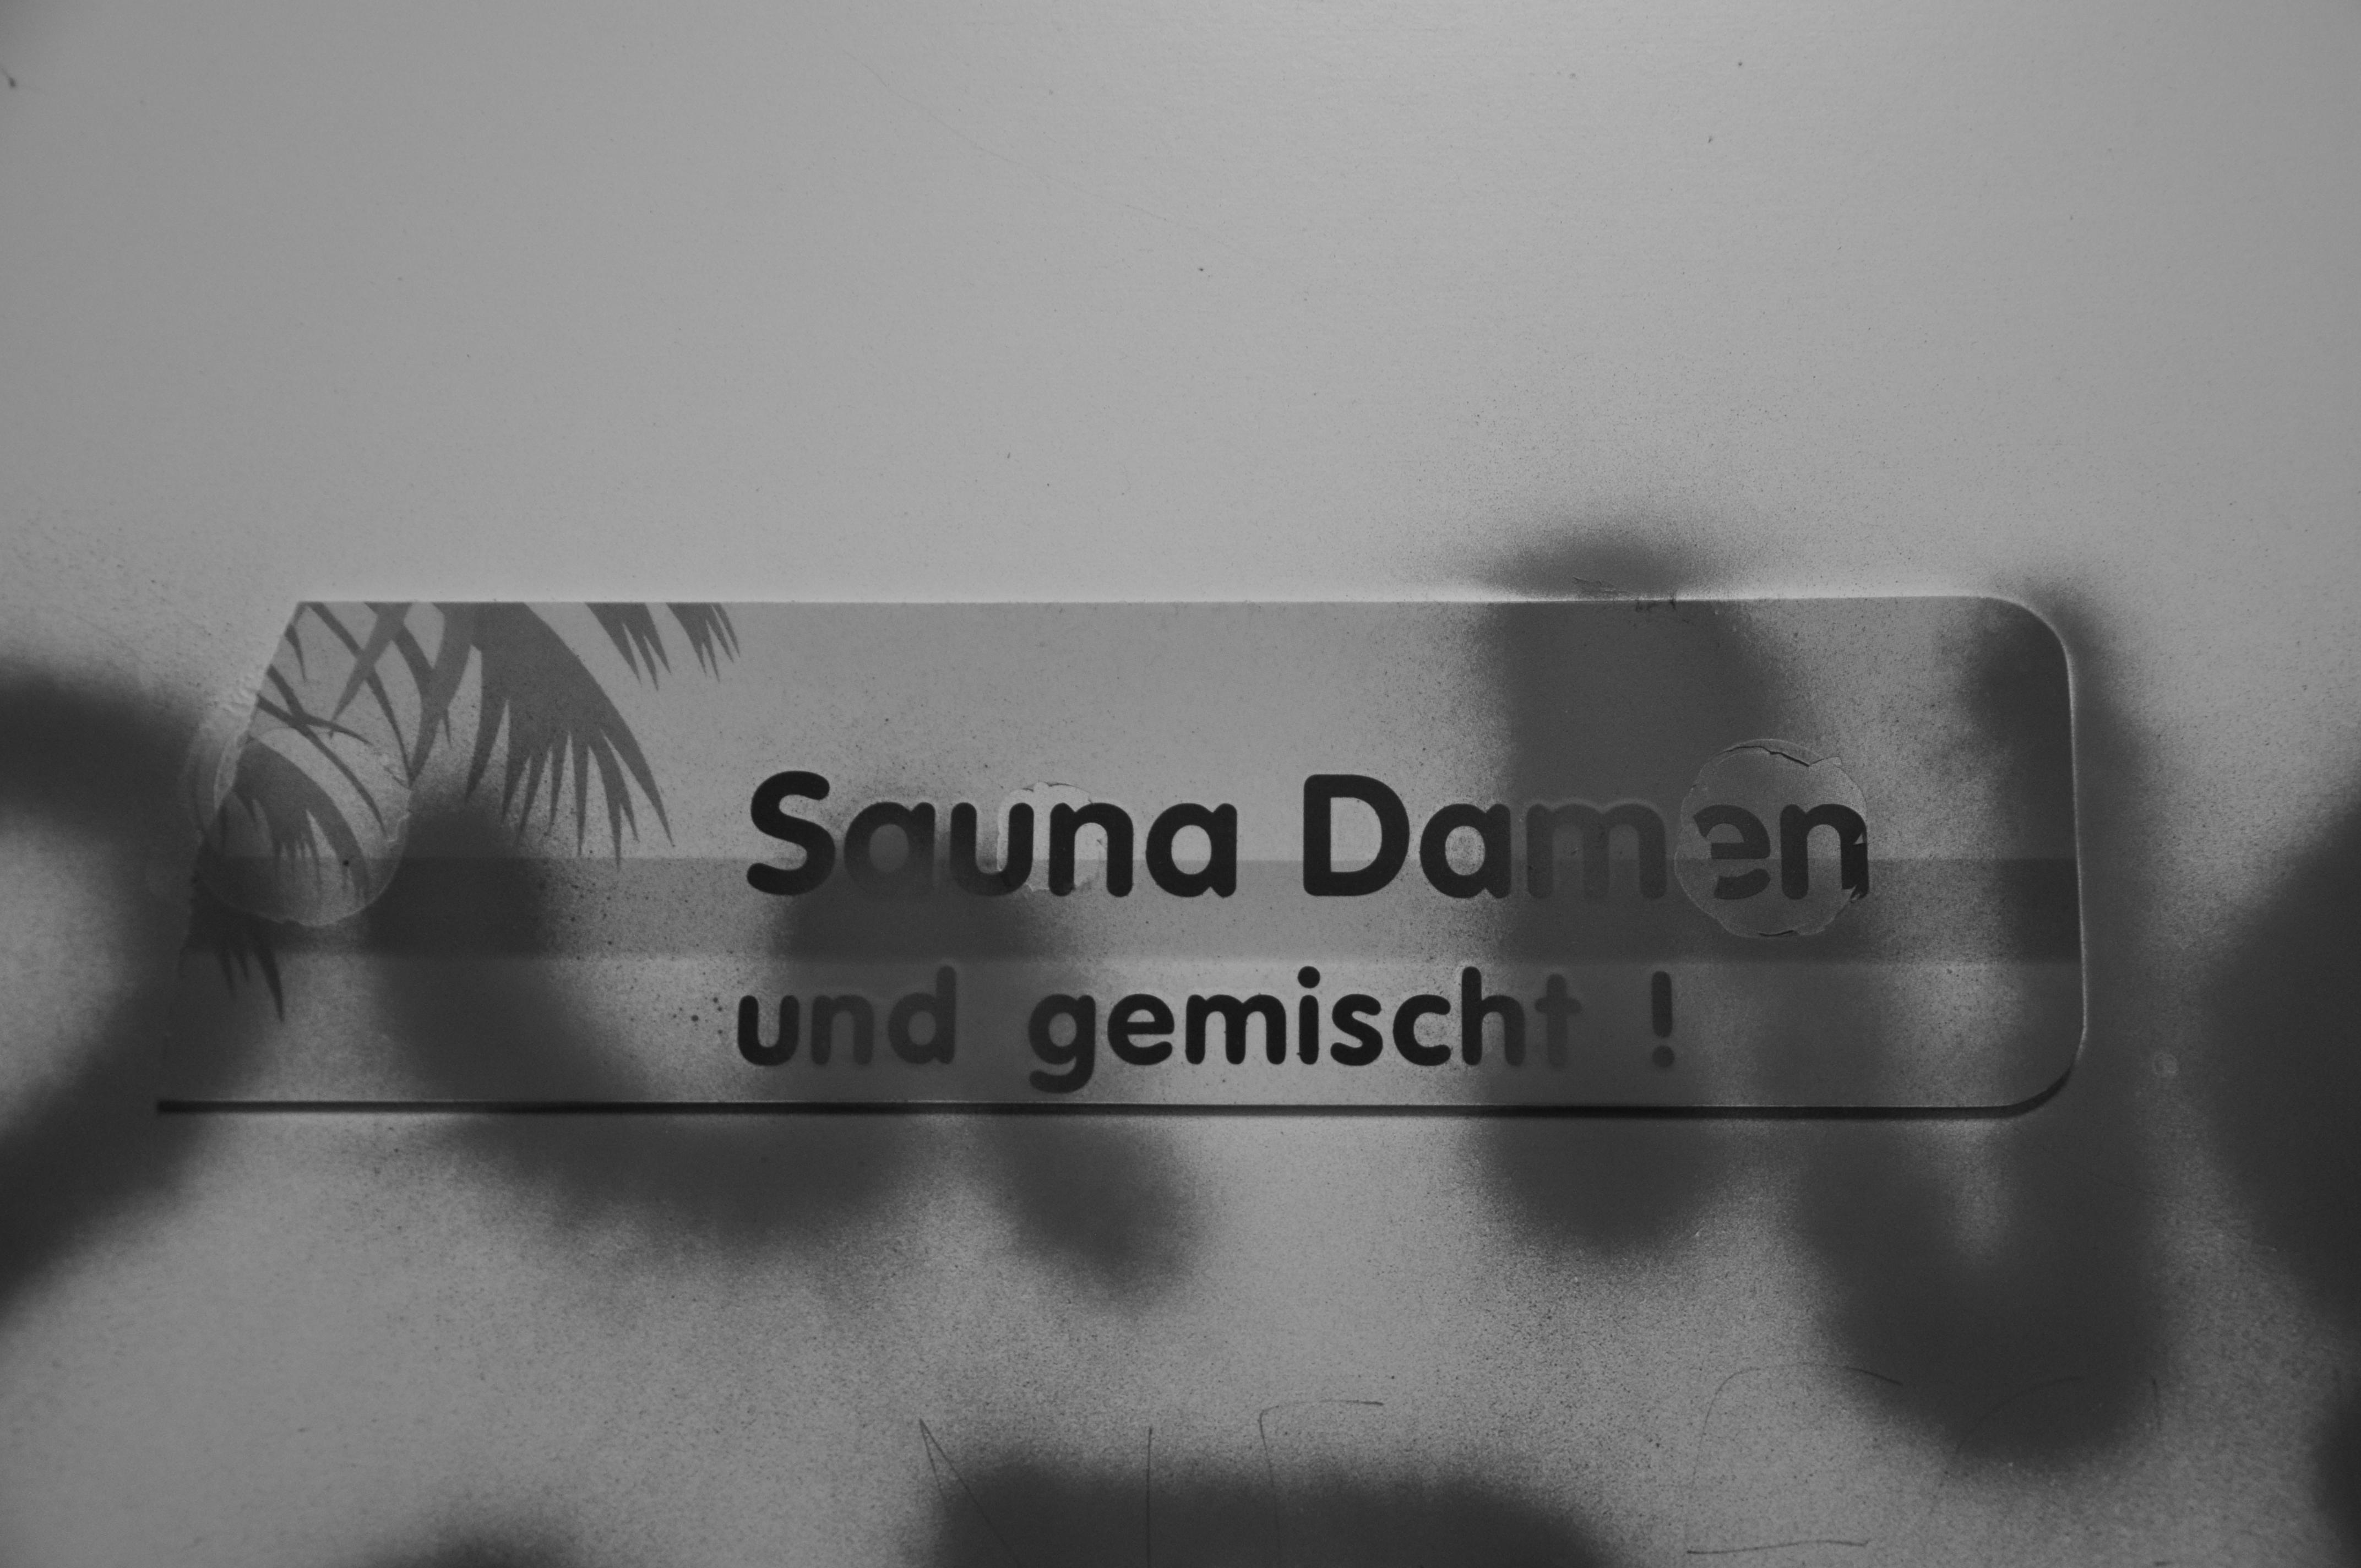 Sauna Damen
und gemischt !